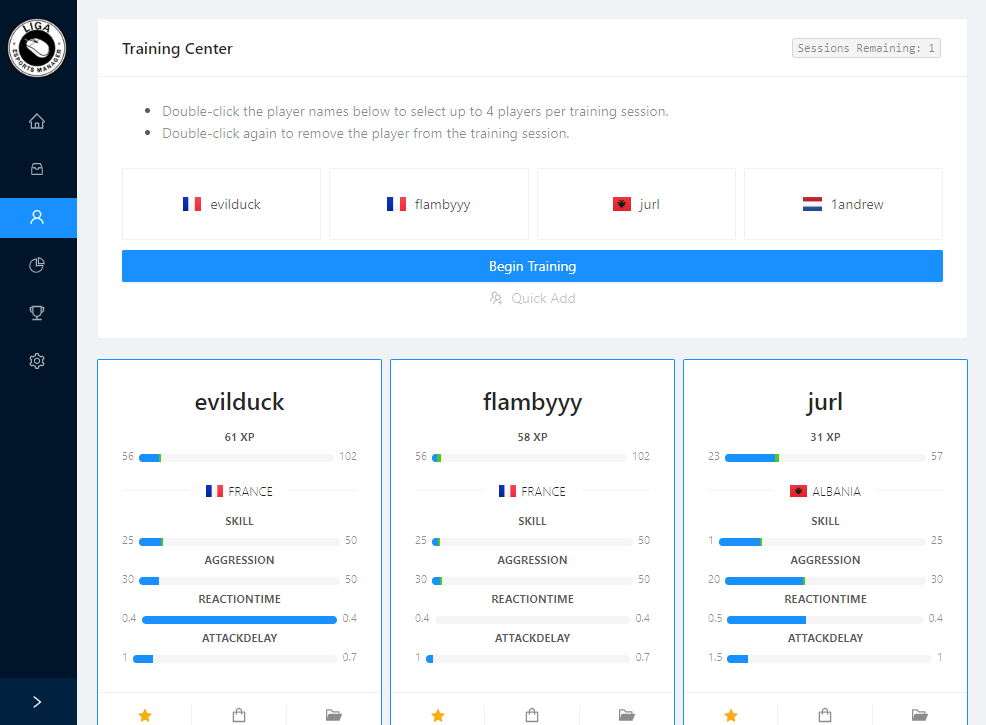 LIGA
ESPORTS MANAGER
Training Center
Sessions Remaining: 1
Double-click the player names below to select up to 4 players per training session.
Double-click again to remove the player from the training session.
evilduck
flambyyy
jurl
1andrew
Begin Training
Quick Add
evilduck
61 XP
56 102
FRANCE
SKILL
25 50
AGGRESSION
30 50
REACTIONTIME
0.4 0.4
ATTACKDELAY
1 0.7
flambyyy
58 XP
56 102
FRANCE
SKILL
25 50
AGGRESSION
30 50
REACTIONTIME
0.4 0.4
ATTACKDELAY
1 0.7
jurl
31 XP
23 57
ALBANIA
SKILL
1 25
AGGRESSION
20 30
REACTIONTIME
0.5 0.4
ATTACKDELAY
1.5 1